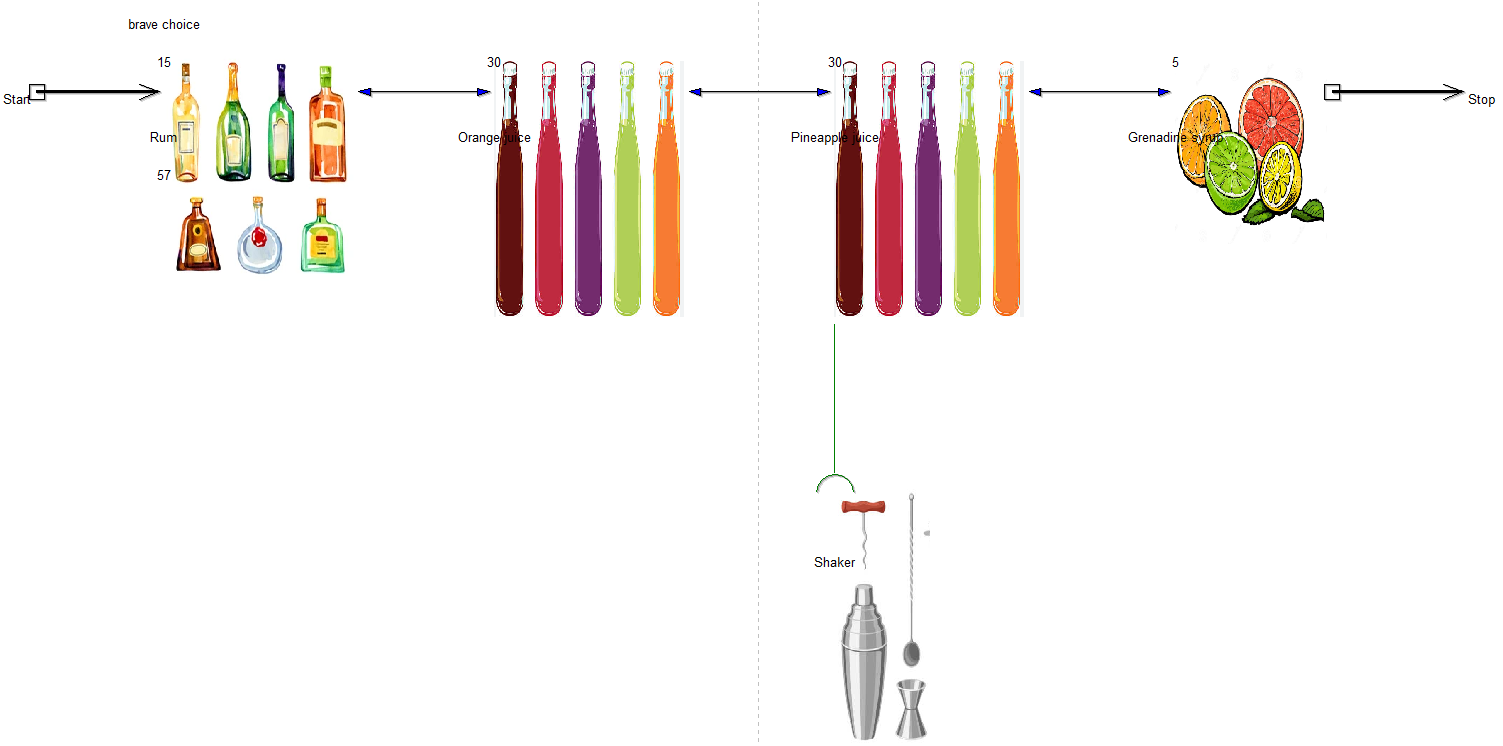 brave choice
15
30
30
5
Start
Stop
Rum
Orange juice
Pineapple juice
Grenadine syrup
57
Shaker